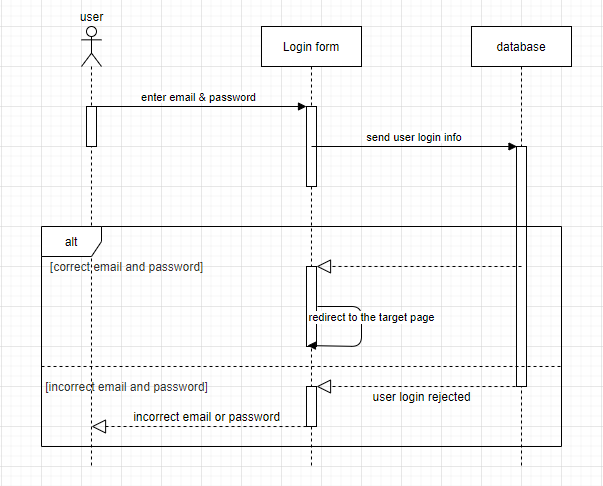 user
Login form
database
enter email & password
send user login info
alt
[correct email and password]
redirect to the target page
[incorrect email and password]
user login rejected
incorrect email or password